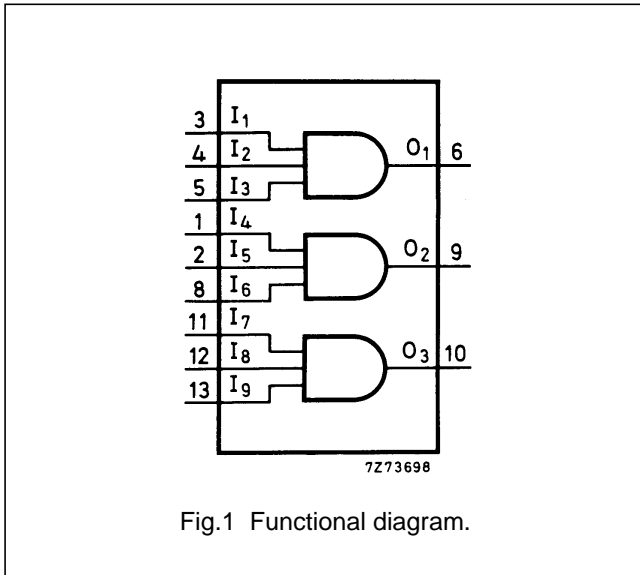 3 I1
4 I2 O1 6
5 I3
1 I4
2 I5 O2 9
8 I6
11 I7
12 I8 O3 10
13 I9
7Z73698
Fig.1 Functional diagram.